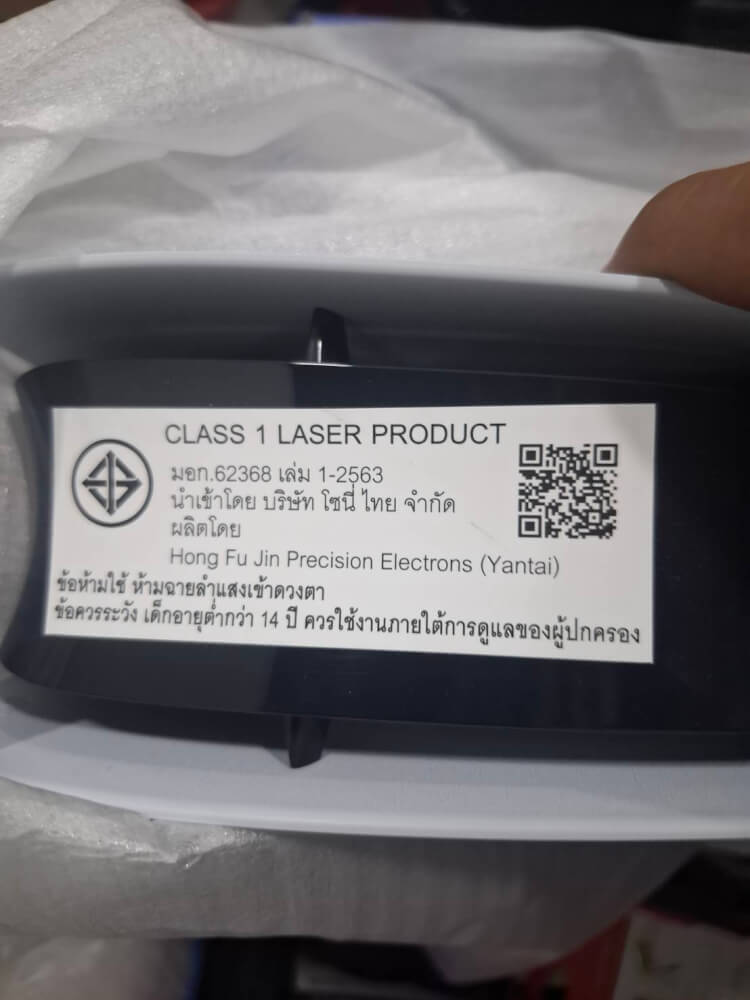 CLASS 1 LASER PRODUCT
มอก.62368 เล่ม 1-2563
นำเข้าโดย บริษัท โซนี่ ไทย จำกัด
ผลิตโดย
Hong Fu Jin Precision Electrons (Yantai)
ข้อห้ามใช้ ห้ามฉายลำแสงเข้าดวงตา
ข้อควรระวัง เด็กอายุต่ำกว่า 14 ปี ควรใช้งานภายใต้การดูแลของผู้ปกครอง